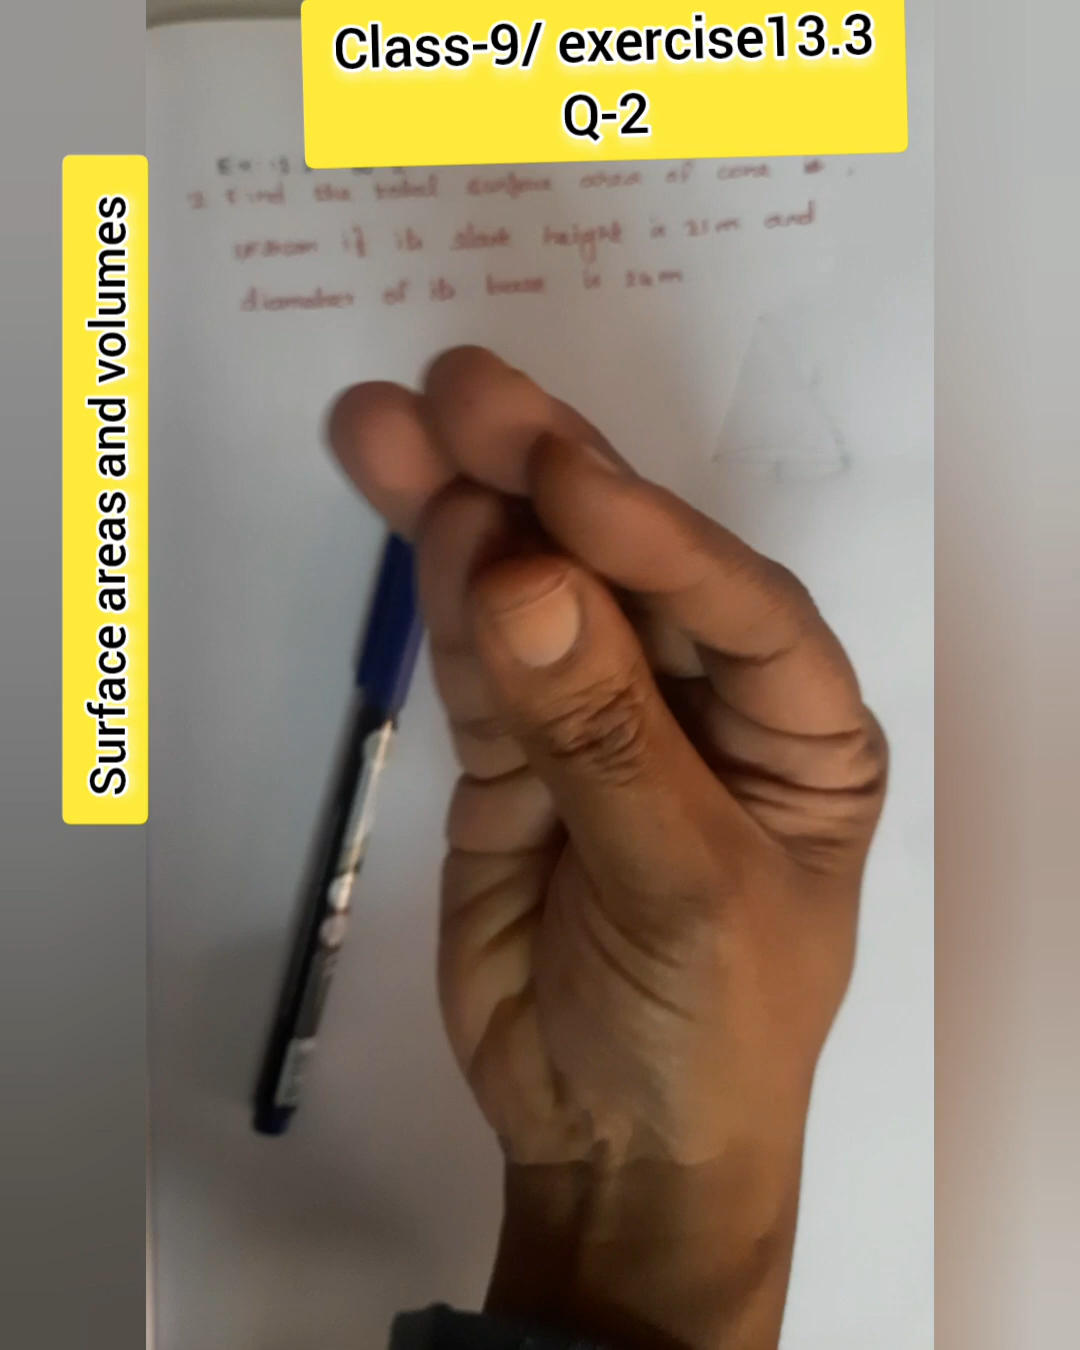 Class-9/ exercise13.3
Q-2
Surface areas and volumes
2 Find the total surface area of cone
if its slant height is 21m and
diameter of its base is 24m